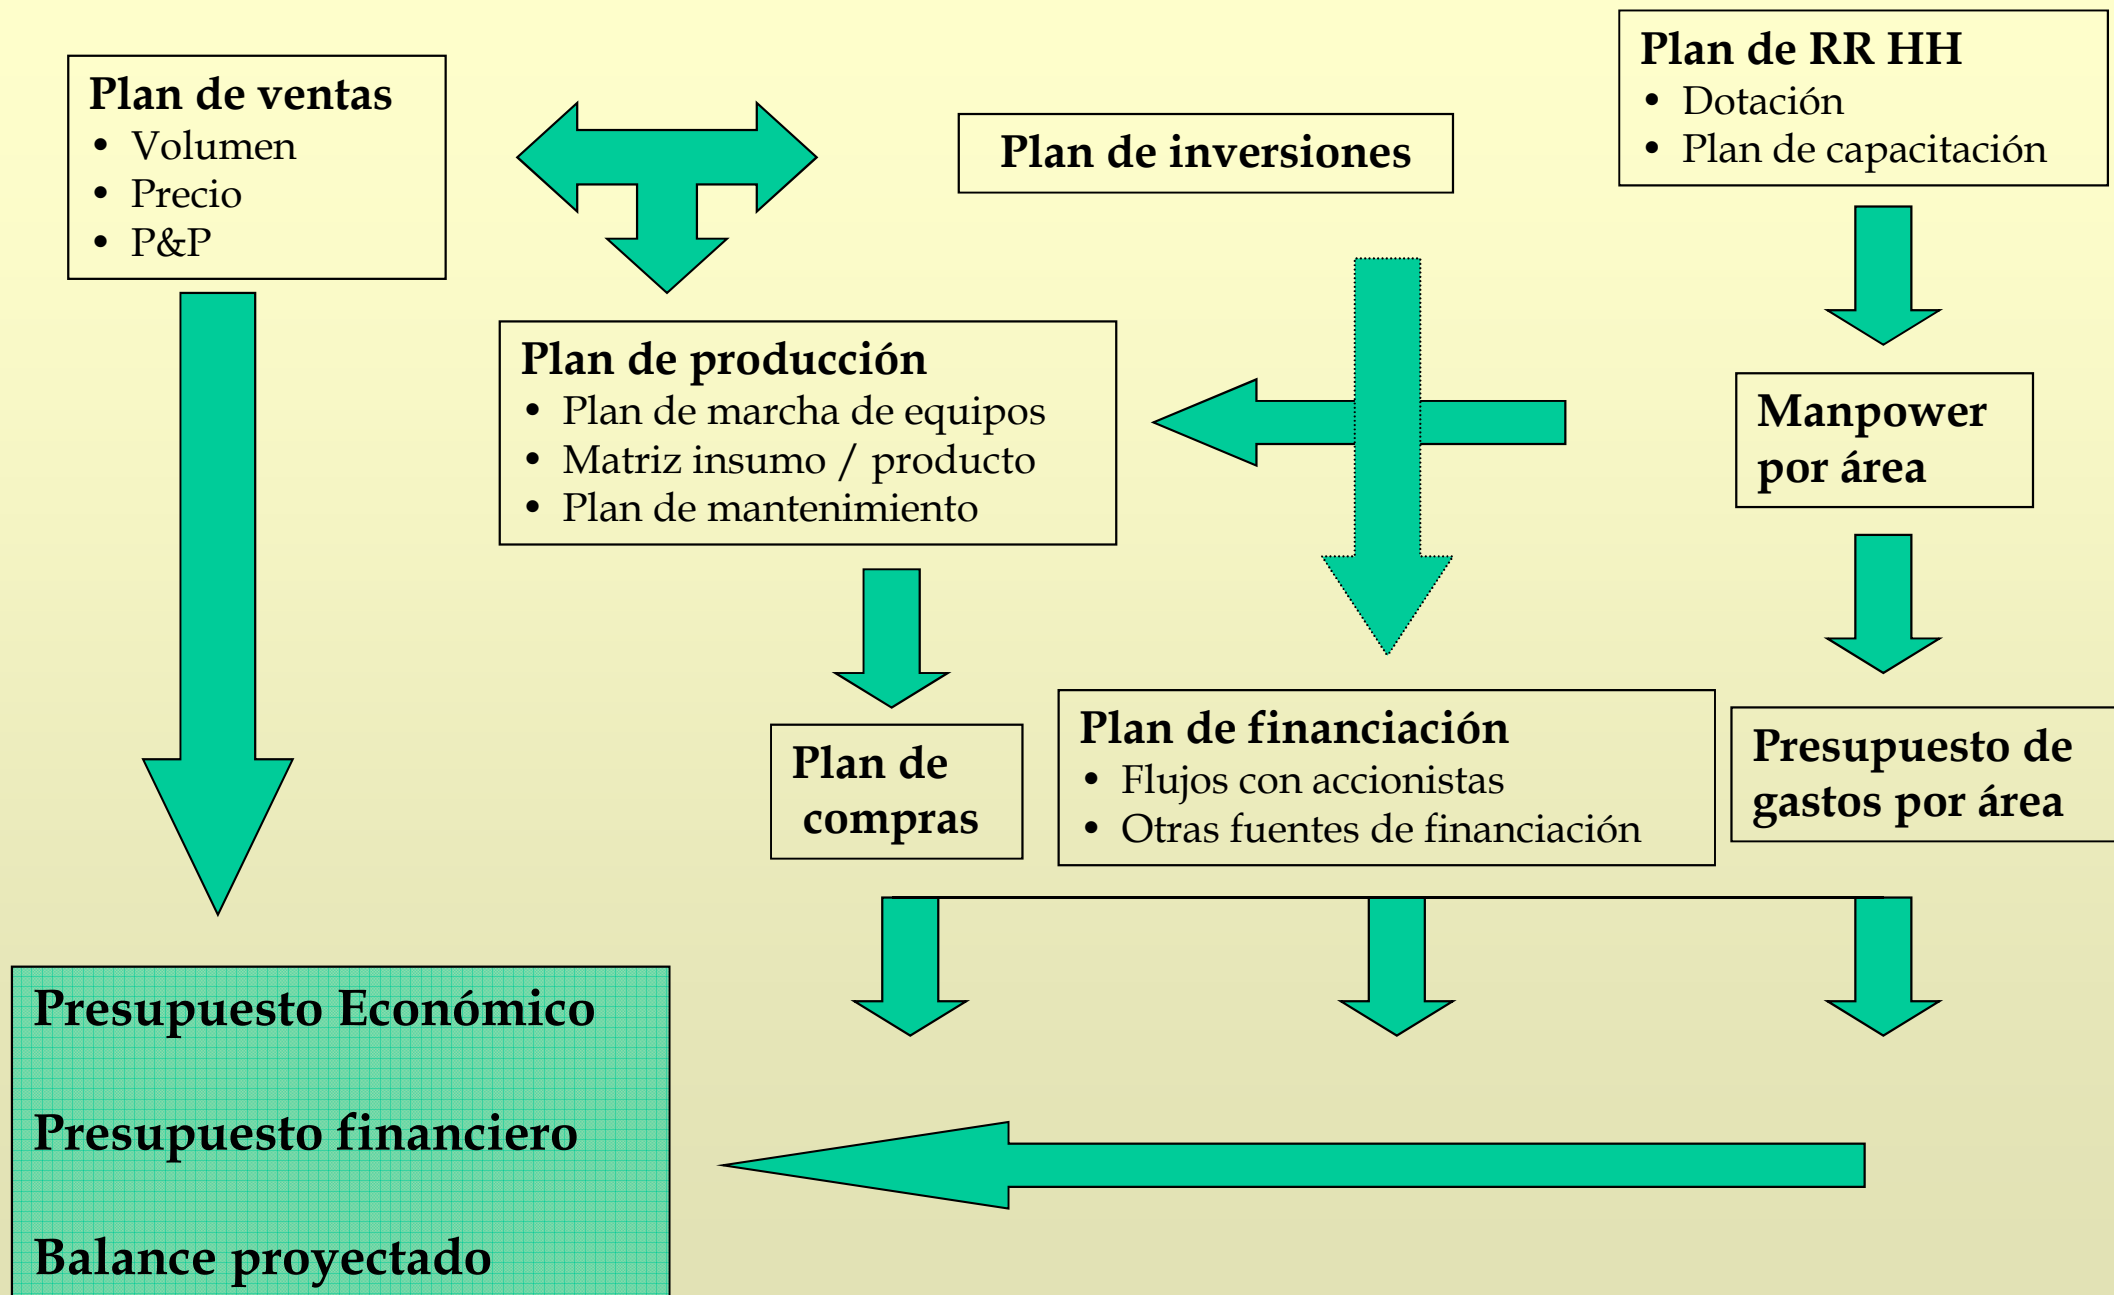 Plan de ventas
• Volumen
• Precio
• P&P
Plan de inversiones
Plan de RR HH
• Dotación
• Plan de capacitación
Plan de producción
• Plan de marcha de equipos
• Matriz insumo / producto
• Plan de mantenimiento
Manpower
por área
Plan de
compras
Plan de financiación
• Flujos con accionistas
• Otras fuentes de financiación
Presupuesto de
gastos por área
Presupuesto Económico
Presupuesto financiero
Balance proyectado